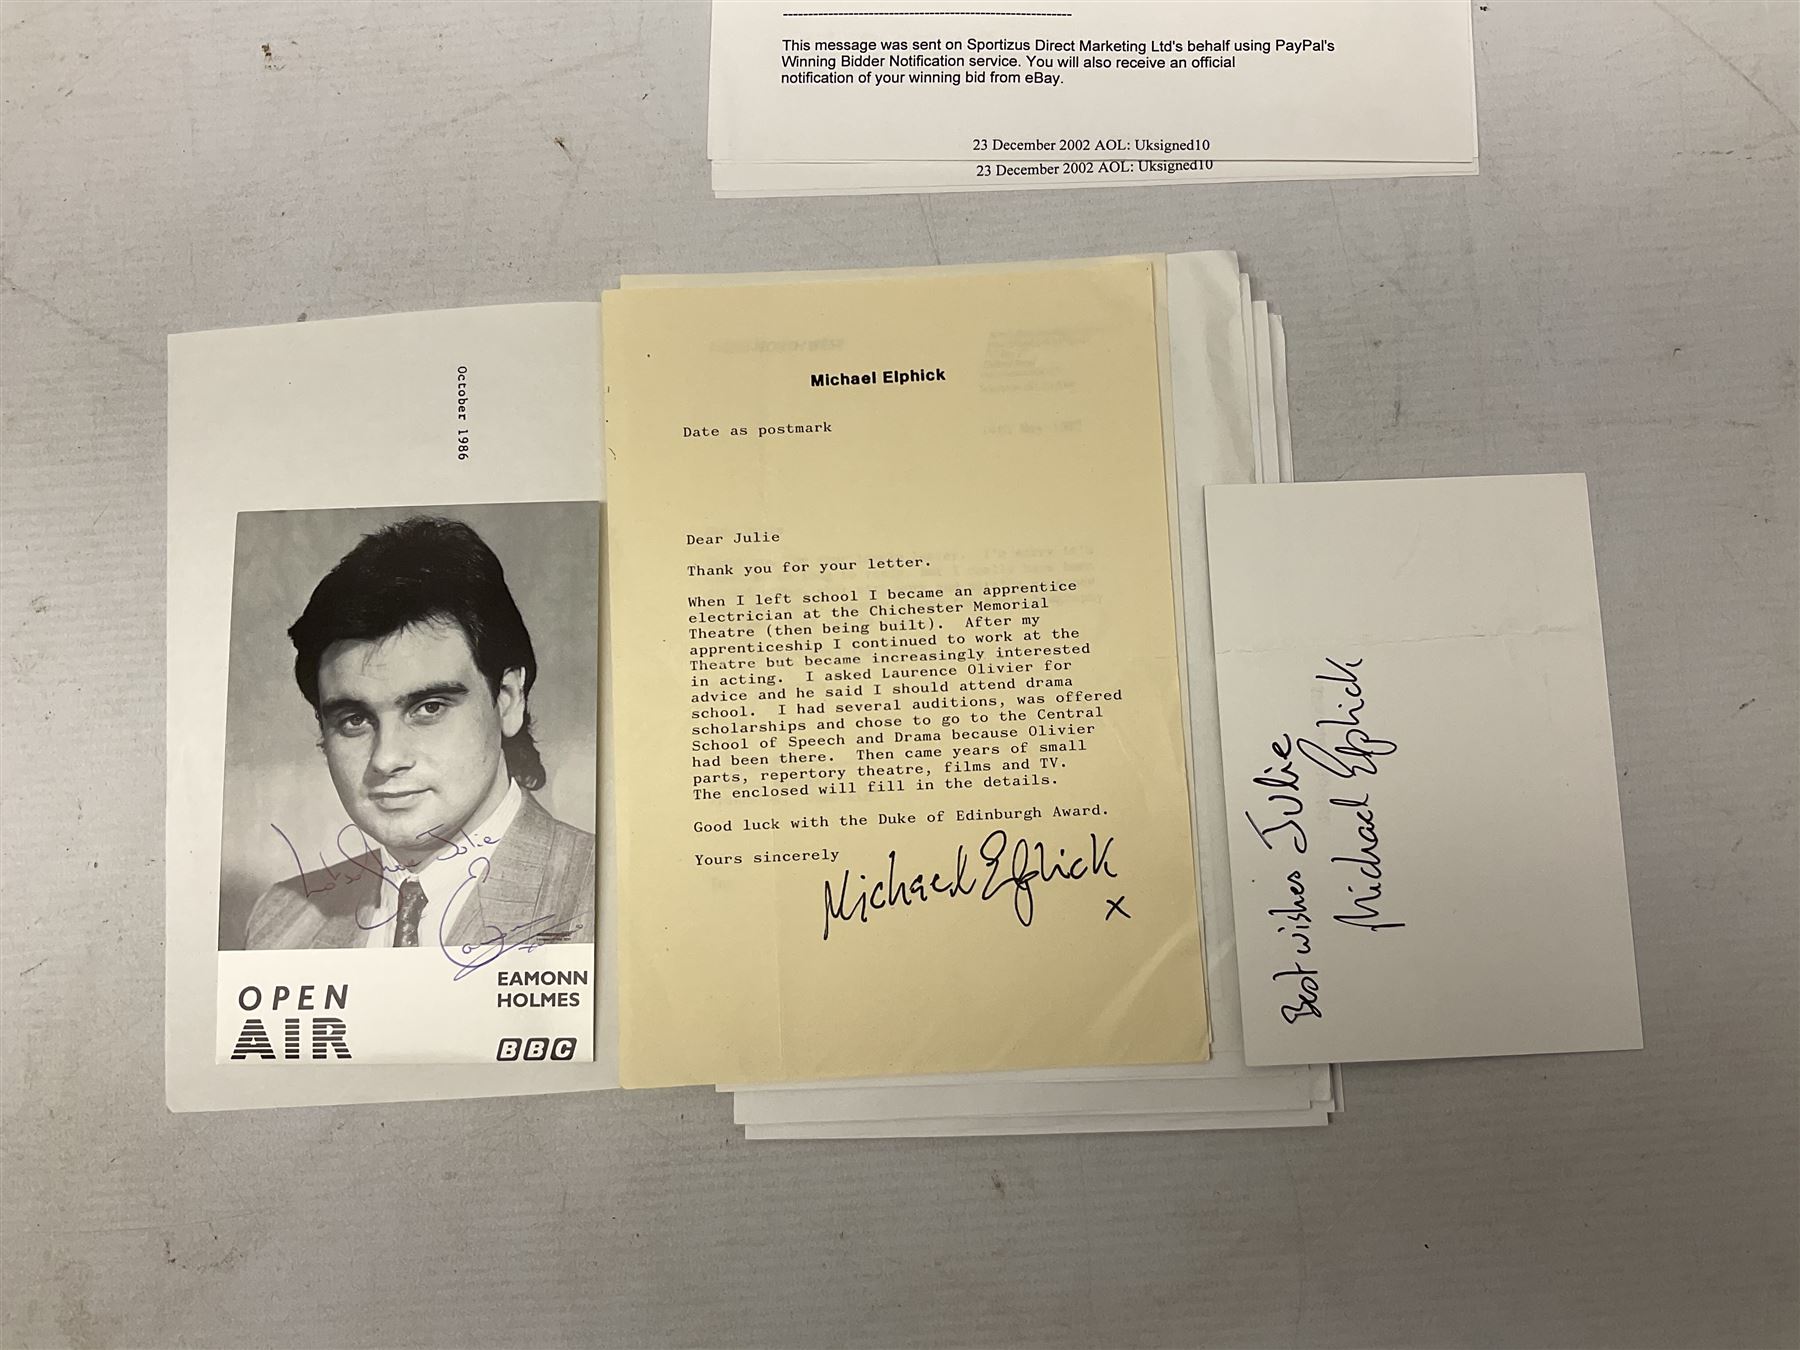 ----------------------------------------------------------
This message was sent on Sportizus Direct Marketing Ltd's behalf using PayPal's
Winning Bidder Notification service. You will also receive an official
notification of your winning bid from eBay.
23 December 2002 AOL: Uksigned10
23 December 2002 AOL: Uksigned10
October 1986
Julie
OPEN
AIR
EAMONN
HOLMES
BBC
Michael Elphick
Date as postmark
Dear Julie
Thank you for your letter.
When I left school I became an apprentice
electrician at the Chichester Memorial
Theatre (then being built). After my
apprenticeship I continued to work at the
Theatre but became increasingly interested
in acting. I asked Laurence Olivier for
advice and he said I should attend drama
school. I had several auditions, was offered
scholarships and chose to go to the Central
School of Speech and Drama because Olivier
had been there. Then came years of small
parts, repertory theatre, films and TV.
The enclosed will fill in the details.
Good luck with the Duke of Edinburgh Award.
Yours sincerely
Michael Elphick
x
Best wishes Julie
Michael Elphick